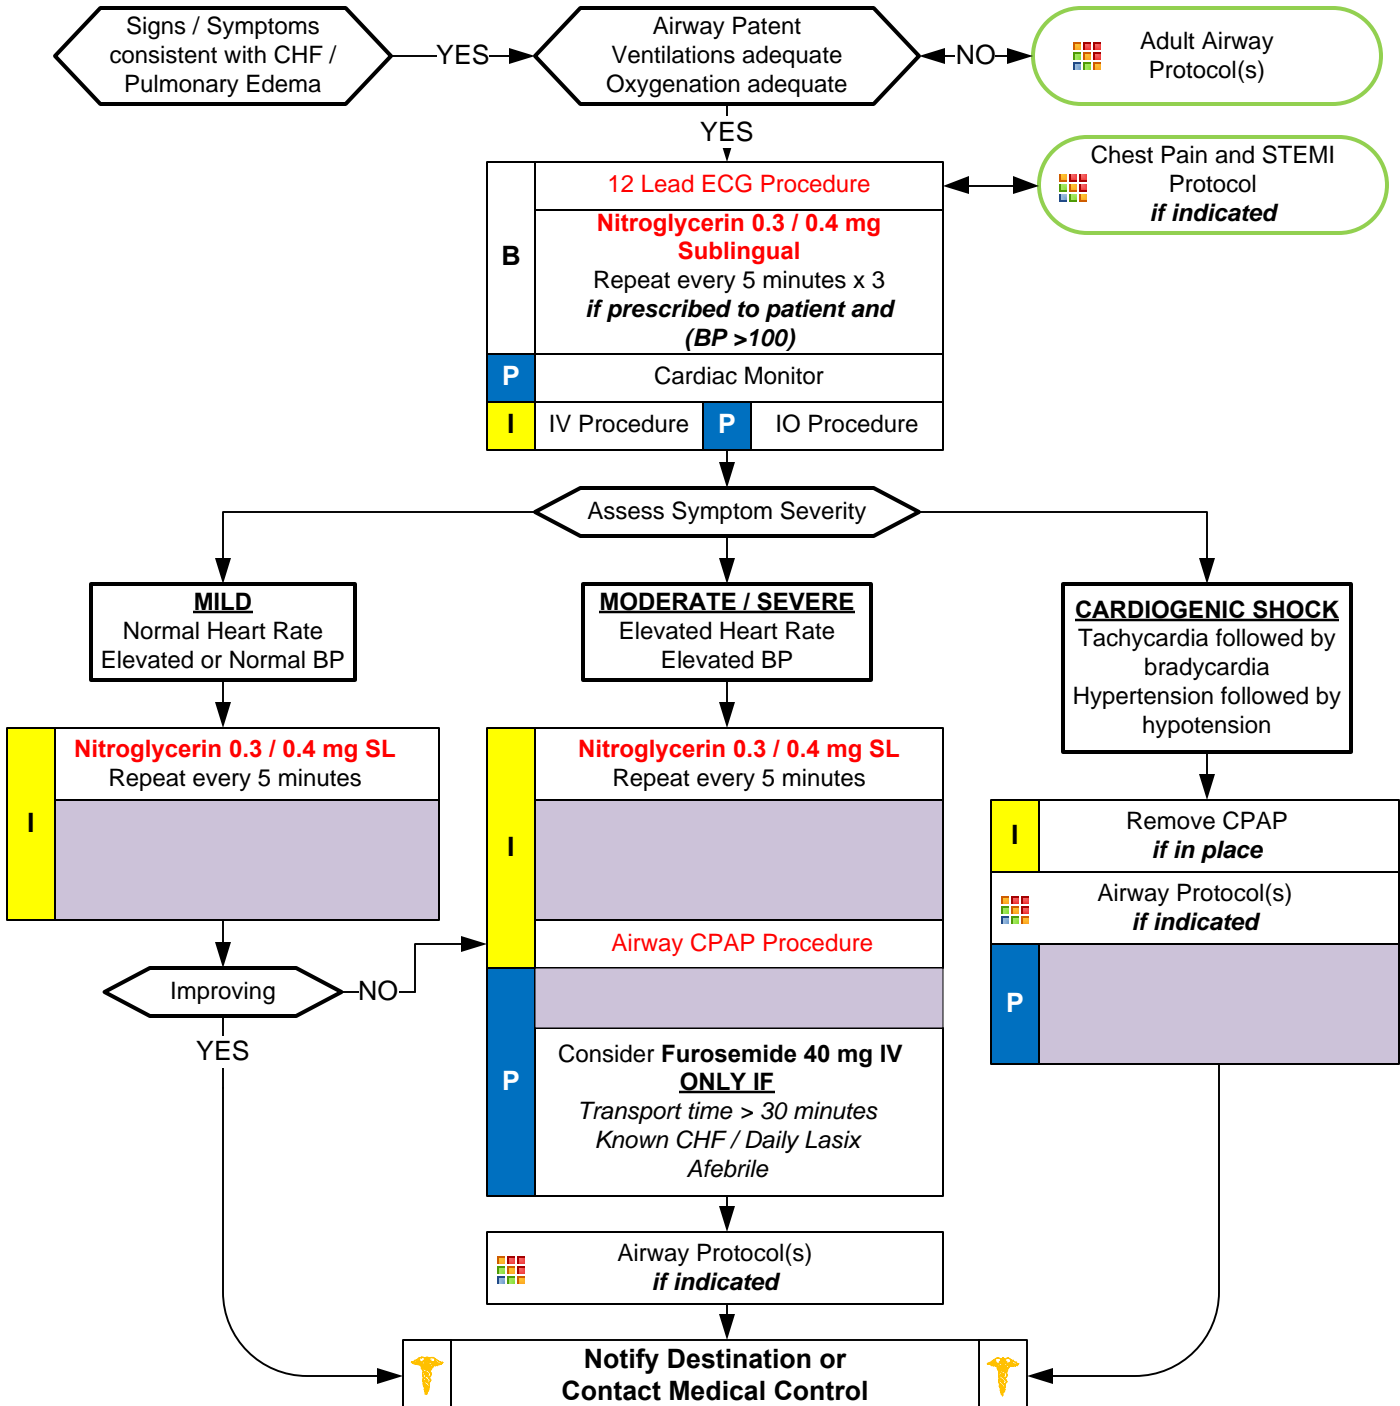 Signs / Symptoms
consistent with CHF /
Pulmonary Edema
YES
Airway Patent
Ventilations adequate
Oxygenation adequate
NO
Adult Airway
Protocol(s)
YES
Chest Pain and STEMI
Protocol
if indicated
B
12 Lead ECG Procedure
Nitroglycerin 0.3 / 0.4 mg
Sublingual
Repeat every 5 minutes x 3
if prescribed to patient and
(BP >100)
P
Cardiac Monitor
I
IV Procedure
P
IO Procedure
Assess Symptom Severity
MILD
Normal Heart Rate
Elevated or Normal BP
MODERATE / SEVERE
Elevated Heart Rate
Elevated BP
CARDIOGENIC SHOCK
Tachycardia followed by
bradycardia
Hypertension followed by
hypotension
I
Nitroglycerin 0.3 / 0.4 mg SL
Repeat every 5 minutes
Improving
NO
YES
I
Nitroglycerin 0.3 / 0.4 mg SL
Repeat every 5 minutes
Airway CPAP Procedure
P
Consider Furosemide 40 mg IV
ONLY IF
Transport time > 30 minutes
Known CHF / Daily Lasix
Afebrile
I
Remove CPAP
if in place
Airway Protocol(s)
if indicated
P
Airway Protocol(s)
if indicated
Notify Destination or
Contact Medical Control